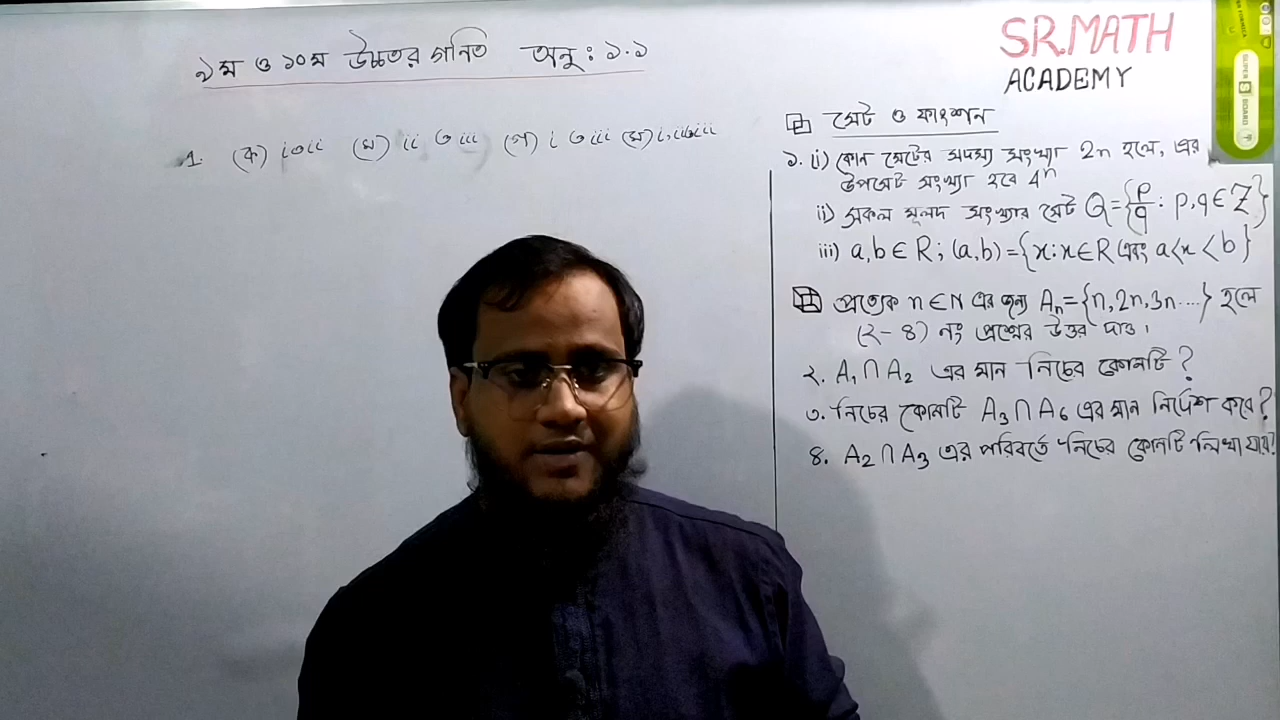 ৯ম ও ১০ম উচ্চতর গনিত অনু: ১.১
1. (ক) i ও ii (খ) ii ও iii (গ) i ও iii (ঘ) i, ii ও iii
SR.MATH
ACADEMY
সেট ও ফাংশন
১. (i) কোন সেটের সদস্য সংখ্যা 2n হলে, এর
উপসেট সংখ্যা হবে 4ⁿ
ii) সকল মূলদ সংখ্যার সেট Q={p/q : p,q ∈ Z}
iii) a,b ∈ R ; (a,b)={x:x∈R এবং a<x<b}
প্রত্যেক n∈N এর জন্য Aₙ={n,2n,3n....} হলে
(২-৪) নং প্রশ্নের উত্তর দাও।
২. A₁∩A₂ এর মান নিচের কোনটি?
৩. নিচের কোনটি A₃∩A₆ এর মান নির্দেশ করে?
৪. A₂∩A₃ এর পরিবর্তে নিচের কোনটি লিখা যায়?
SUPER
S
BOARD